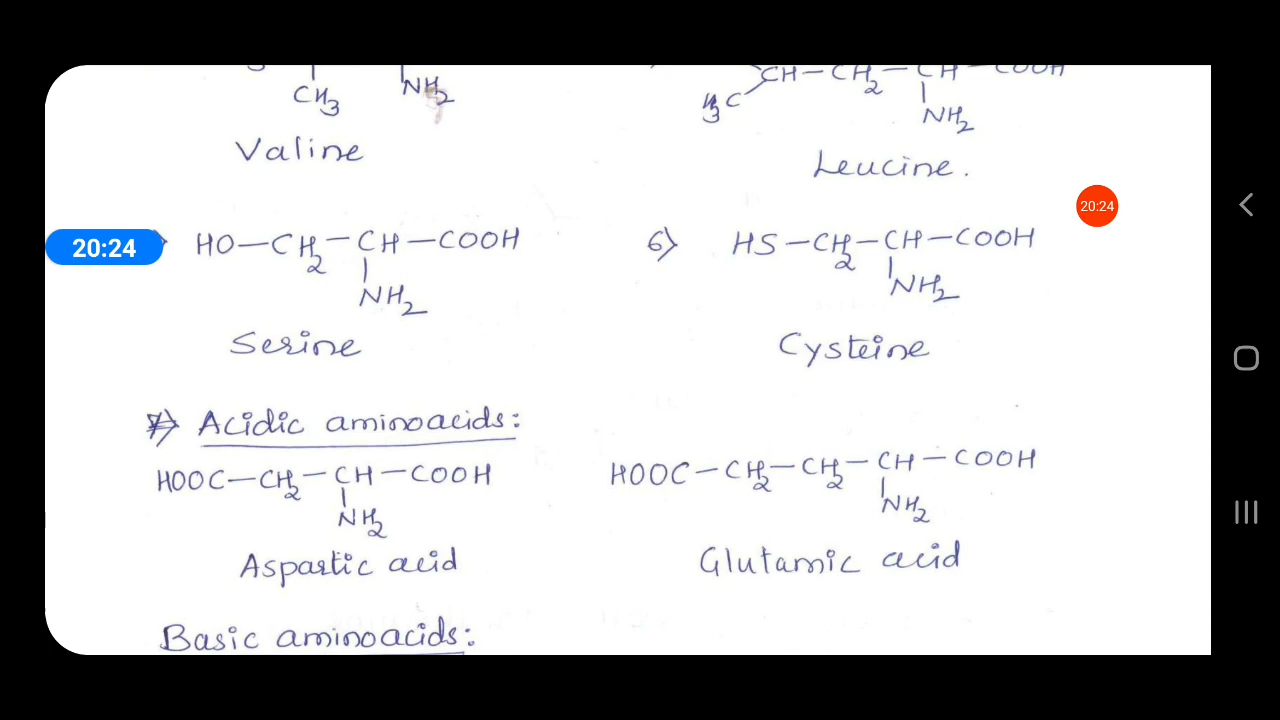 CH3 NH2
CH-CH2-CH-COOH
H3C
NH2
Valine
Leucine.
20:24
20:24
HO-CH2-CH-COOH
NH2
Serine
6) HS-CH2-CH-COOH
NH2
Cysteine
Acidic aminoacids:
HOOC-CH2-CH-COOH
NH2
Aspartic acid
HOOC-CH2-CH2-CH-COOH
NH2
Glutamic acid
Basic aminoacids: